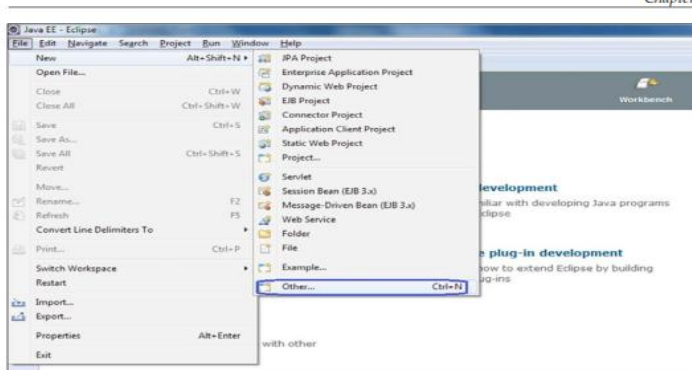 Chapter
Java EE - Eclipse
File Edit Navigate Search Project Run Window Help
New Alt+Shift+N
Open File...
Close Ctrl+W
Close All Ctrl+Shift+W
Save Ctrl+S
Save As...
Save All Ctrl+Shift+S
Revert
Move...
Rename... F2
Refresh F5
Convert Line Delimiters To
Print... Ctrl+P
Switch Workspace
Restart
Import...
Export...
Properties Alt+Enter
Exit
JPA Project
Enterprise Application Project
Dynamic Web Project
EJB Project
Connector Project
Application Client Project
Static Web Project
Project...
Servlet
Session Bean (EJB 3.x)
Message-Driven Bean (EJB 3.x)
Web Service
Folder
File
Example...
Other... Ctrl+N
Workbench
development
iliar with developing Java programs
clipse
e plug-in development
how to extend Eclipse by building
ug-ins
with other